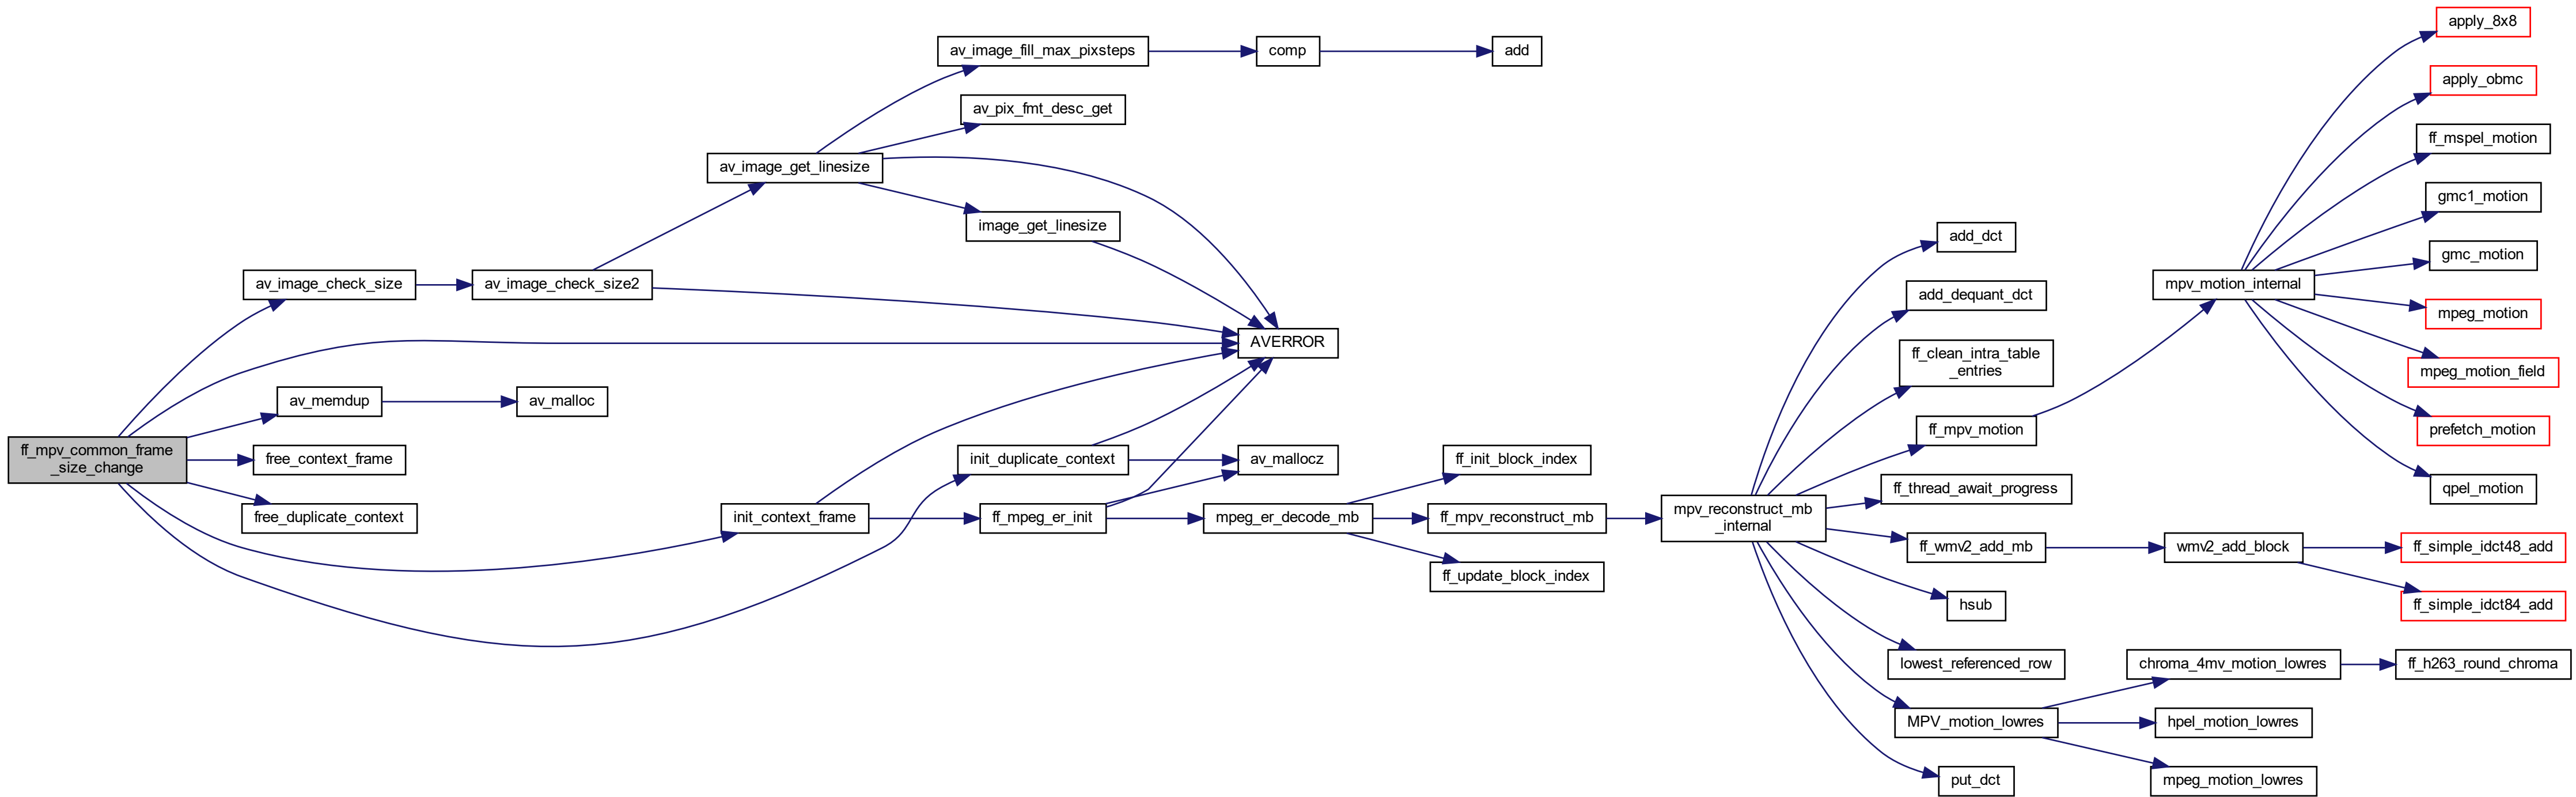 ff_mpv_common_frame
_size_change
av_image_check_size
av_memdup
free_context_frame
free_duplicate_context
av_image_check_size2
av_malloc
av_image_get_linesize
init_context_frame
av_image_fill_max_pixsteps
av_pix_fmt_desc_get
image_get_linesize
init_duplicate_context
ff_mpeg_er_init
comp
AVERROR
av_mallocz
mpeg_er_decode_mb
add
ff_init_block_index
ff_mpv_reconstruct_mb
ff_update_block_index
mpv_reconstruct_mb
_internal
add_dct
add_dequant_dct
ff_clean_intra_table
_entries
ff_mpv_motion
ff_thread_await_progress
ff_wmv2_add_mb
hsub
lowest_referenced_row
MPV_motion_lowres
put_dct
mpv_motion_internal
wmv2_add_block
chroma_4mv_motion_lowres
hpel_motion_lowres
mpeg_motion_lowres
apply_8x8
apply_obmc
ff_mspel_motion
gmc1_motion
gmc_motion
mpeg_motion
mpeg_motion_field
prefetch_motion
qpel_motion
ff_simple_idct48_add
ff_simple_idct84_add
ff_h263_round_chroma